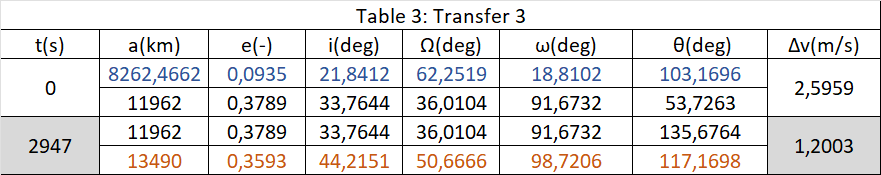 Table 3: Transfer 3
t(s) a(km) e(-) i(deg) Ω(deg) ω(deg) θ(deg) Δv(m/s)
0 8262,4662 0,0935 21,8412 62,2519 18,8102 103,1696 2,5959
11962 0,3789 33,7644 36,0104 91,6732 53,7263
2947 11962 0,3789 33,7644 36,0104 91,6732 135,6764 1,2003
13490 0,3593 44,2151 50,6666 98,7206 117,1698